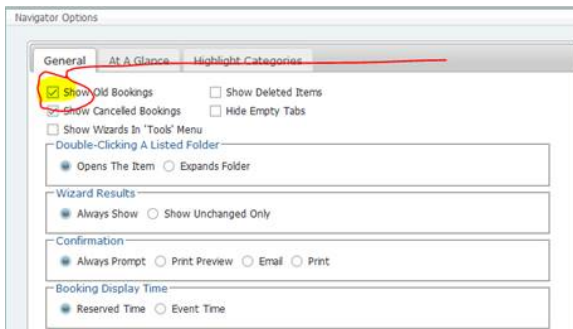 Navigator Options
General At A Glance Highlight Categories
Show Old Bookings Show Deleted Items
Show Cancelled Bookings Hide Empty Tabs
Show Wizards In 'Tools' Menu
Double-Clicking A Listed Folder
Opens The Item Expands Folder
Wizard Results
Always Show Show Unchanged Only
Confirmation
Always Prompt Print Preview Email Print
Booking Display Time
Reserved Time Event Time